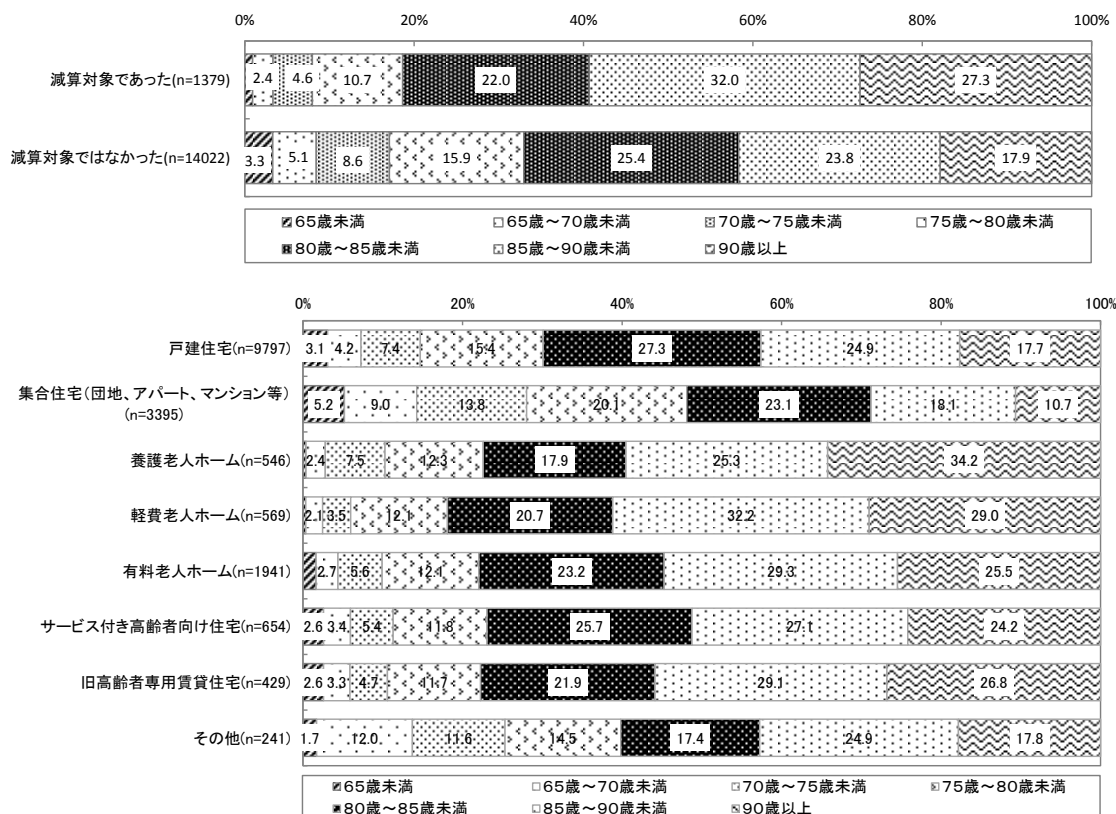 0% 20% 40% 60% 80% 100%
減算対象であった(n=1379) 2.4 4.6 10.7 22.0 32.0 27.3
減算対象ではなかった(n=14022) 3.3 5.1 8.6 15.9 25.4 23.8 17.9
65歳未満 65歳~70歳未満 70歳~75歳未満 75歳~80歳未満
80歳~85歳未満 85歳~90歳未満 90歳以上
0% 20% 40% 60% 80% 100%
戸建住宅(n=9797) 3.1 4.2 7.4 15.4 27.3 24.9 17.7
集合住宅(団地、アパート、マンション等)
(n=3395) 5.2 9.0 13.8 20.1 23.1 18.1 10.7
養護老人ホーム(n=546) 2.4 7.5 12.3 17.9 25.3 34.2
軽費老人ホーム(n=569) 2.1 3.5 12.1 20.7 32.2 29.0
有料老人ホーム(n=1941) 2.7 5.6 12.1 23.2 29.3 25.5
サービス付き高齢者向け住宅(n=654) 2.6 3.4 5.4 11.8 25.7 27.1 24.2
旧高齢者専用賃貸住宅(n=429) 2.6 3.3 4.7 11.7 21.9 29.1 26.8
その他(n=241) 1.7 12.0 11.6 14.5 17.4 24.9 17.8
65歳未満 65歳~70歳未満 70歳~75歳未満 75歳~80歳未満
80歳~85歳未満 85歳~90歳未満 90歳以上